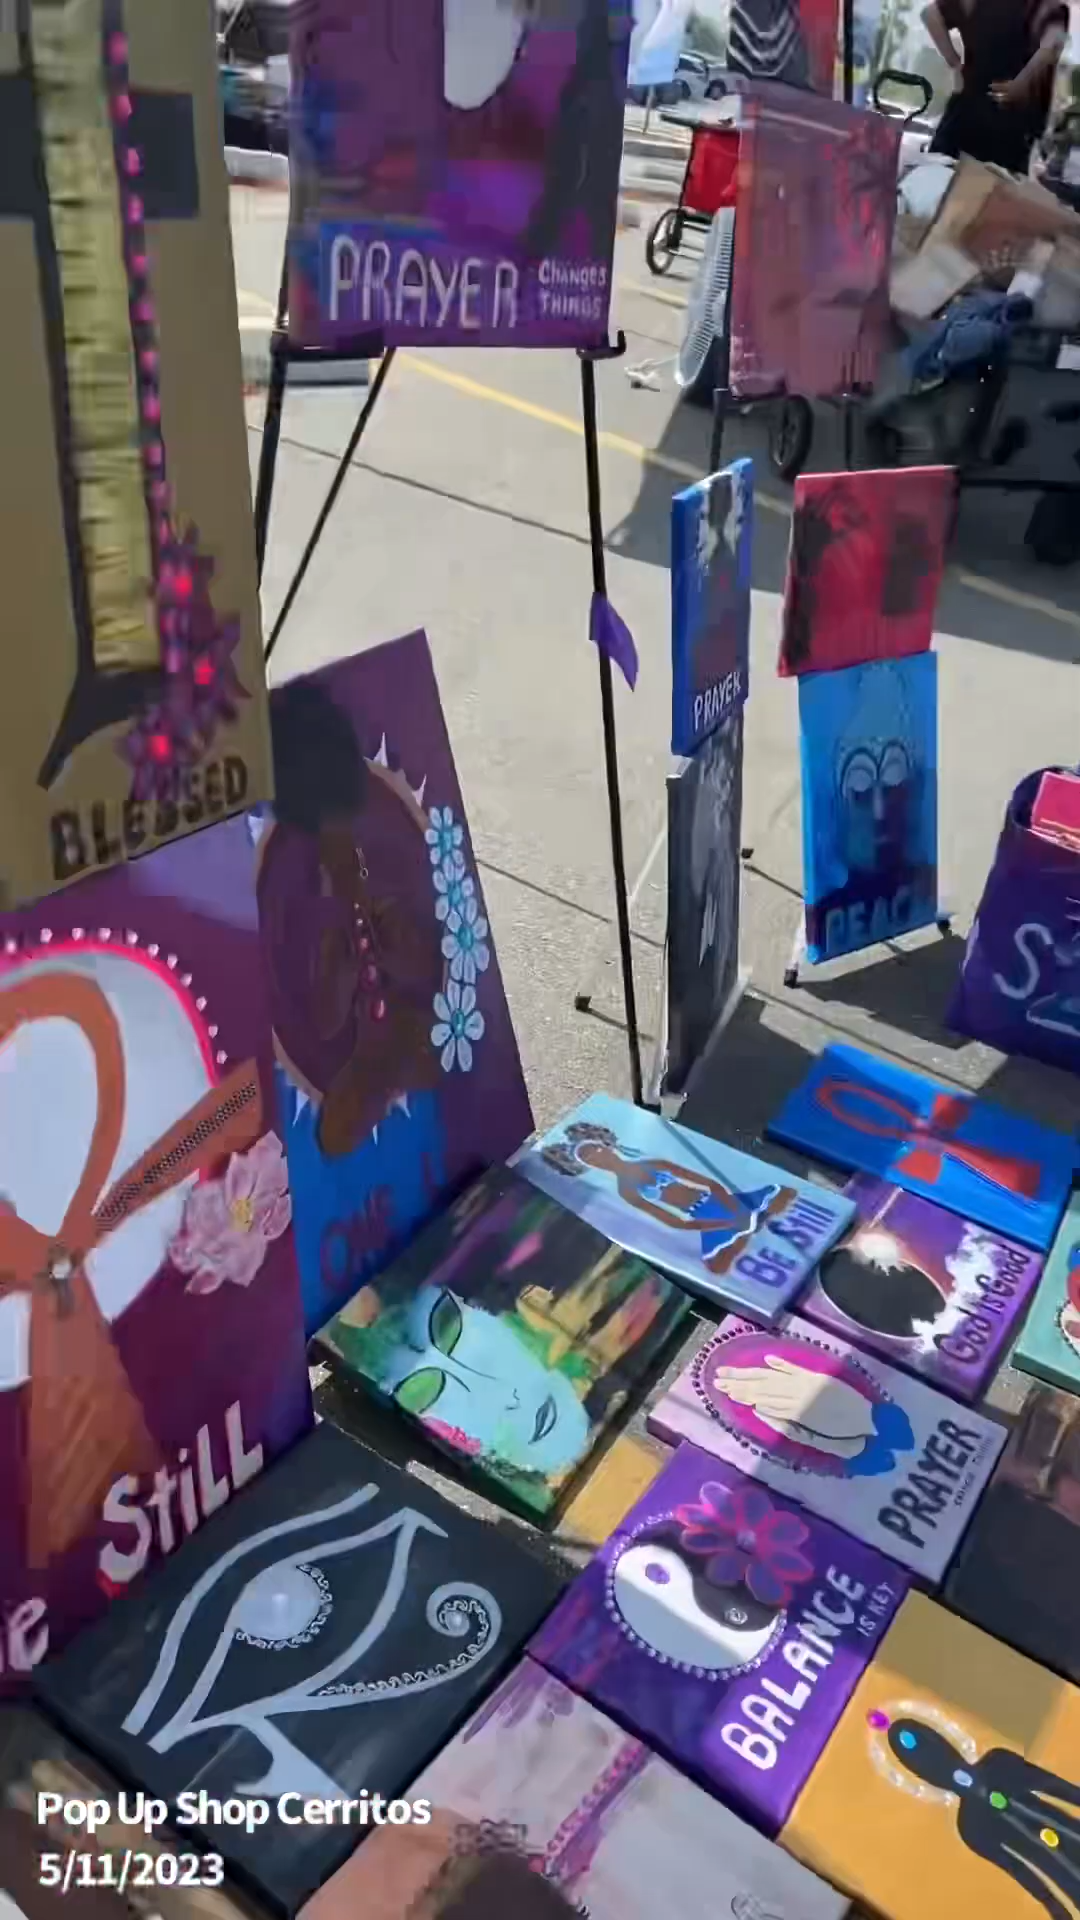 PRAYER
CHANGES
THINGS
PRAYER
BLESSED
PEACE
BE Still
God is Good
PRAYER
StiLL
BALANCE
IS KEY
Pop Up Shop Cerritos
5/11/2023